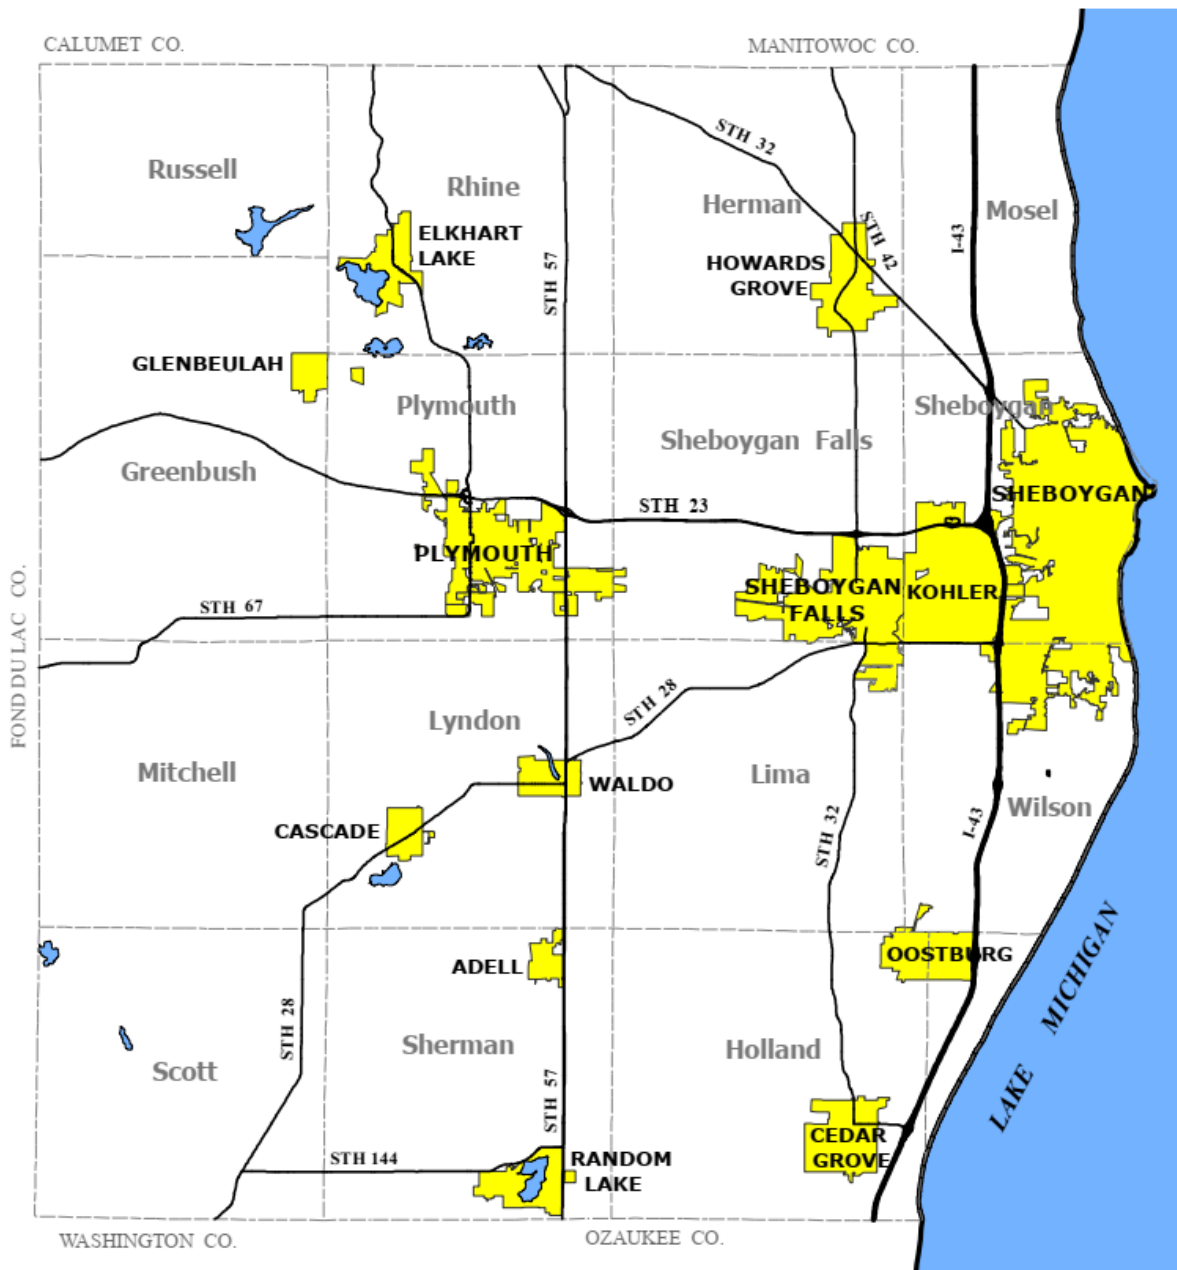 CALUMET CO.
MANITOWOC CO.
STH 32
Russell
Rhine
Herman
Mosel
ELKHART
LAKE
STH 42
I-43
HOWARDS
GROVE
STH 57
GLENBEULAH
Plymouth
Sheboygan
Sheboygan Falls
Greenbush
SHEBOYGAN
STH 23
PLYMOUTH
SHEBOYGAN
FALLS
KOHLER
STH 67
FOND DU LAC CO.
STH 28
Lyndon
Mitchell
Lima
WALDO
Wilson
CASCADE
STH 32
I-43
OOSTBURG
ADELL
LAKE MICHIGAN
STH 28
Sherman
Holland
Scott
STH 57
CEDAR
GROVE
STH 144
RANDOM
LAKE
WASHINGTON CO.
OZAUKEE CO.